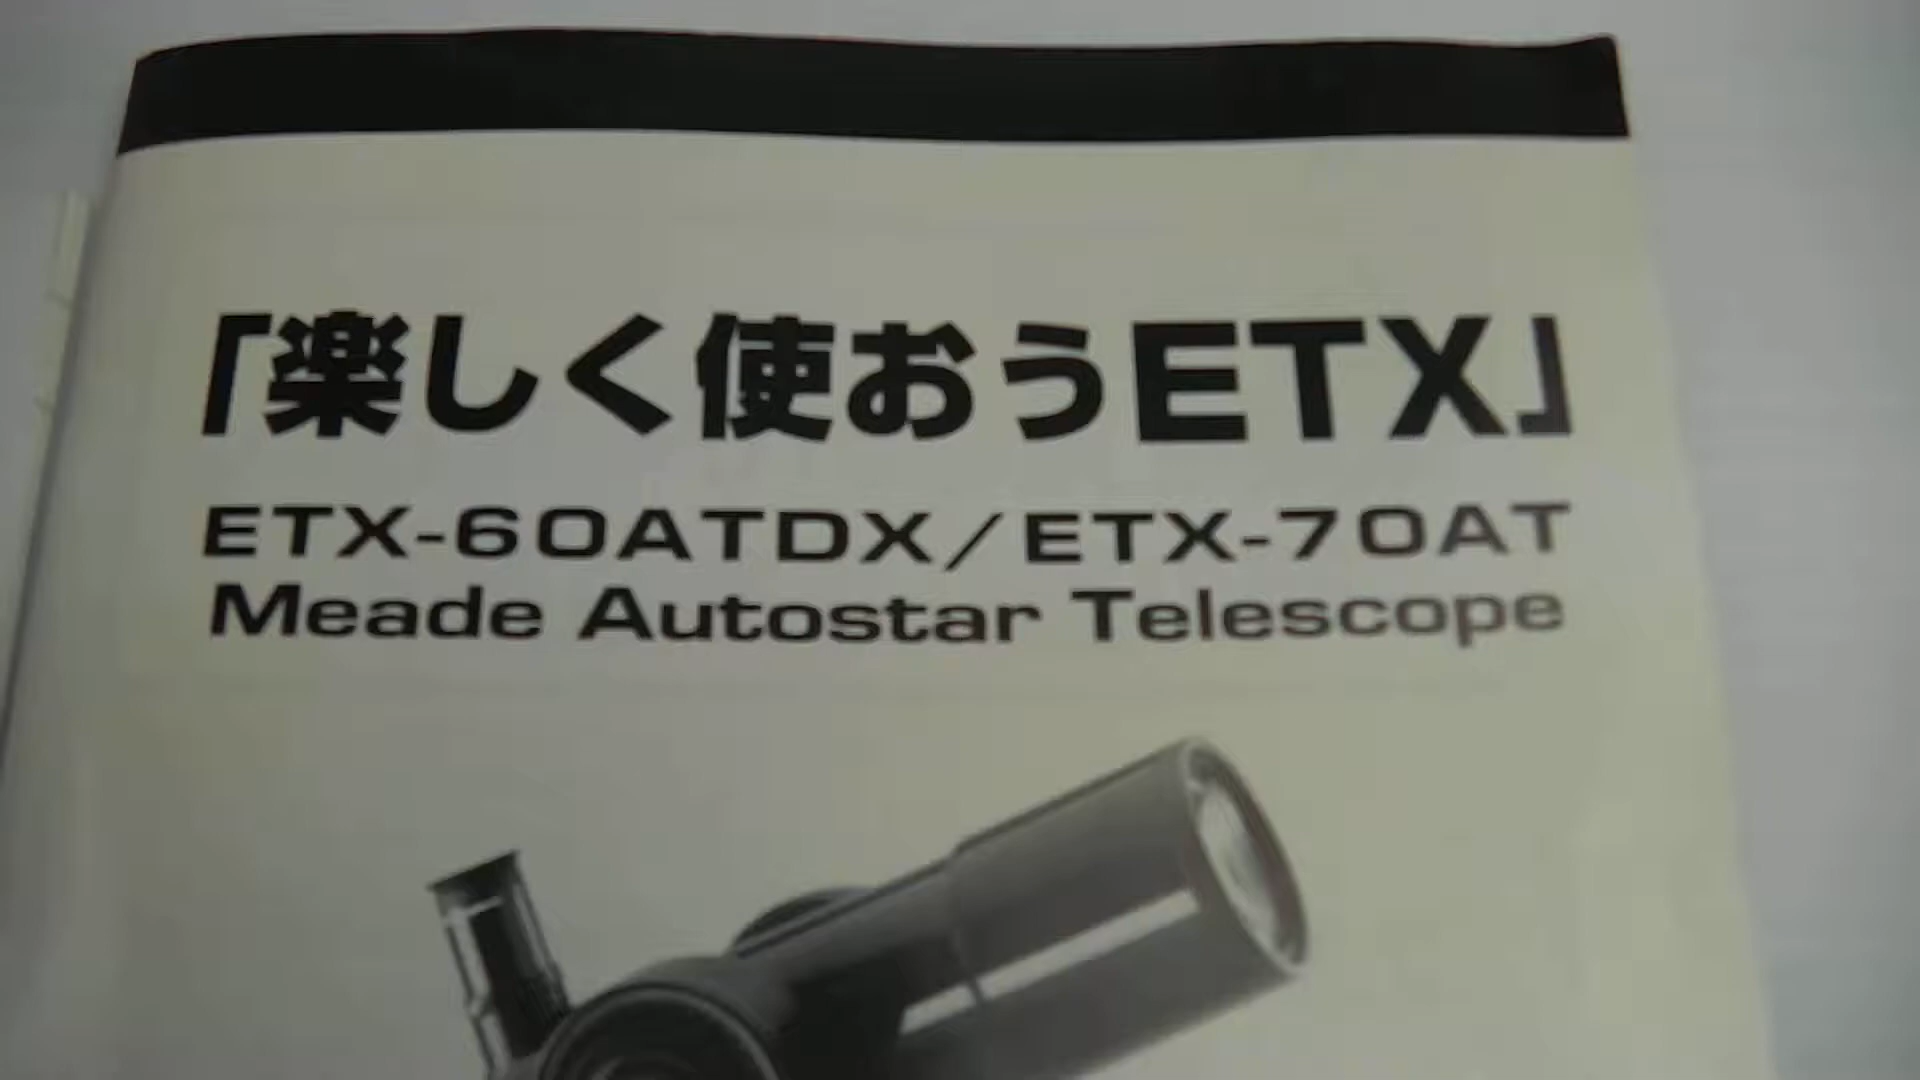 「楽しく使おうETX」
ETX-60ATDX/ETX-70AT
Meade Autostar Telescope